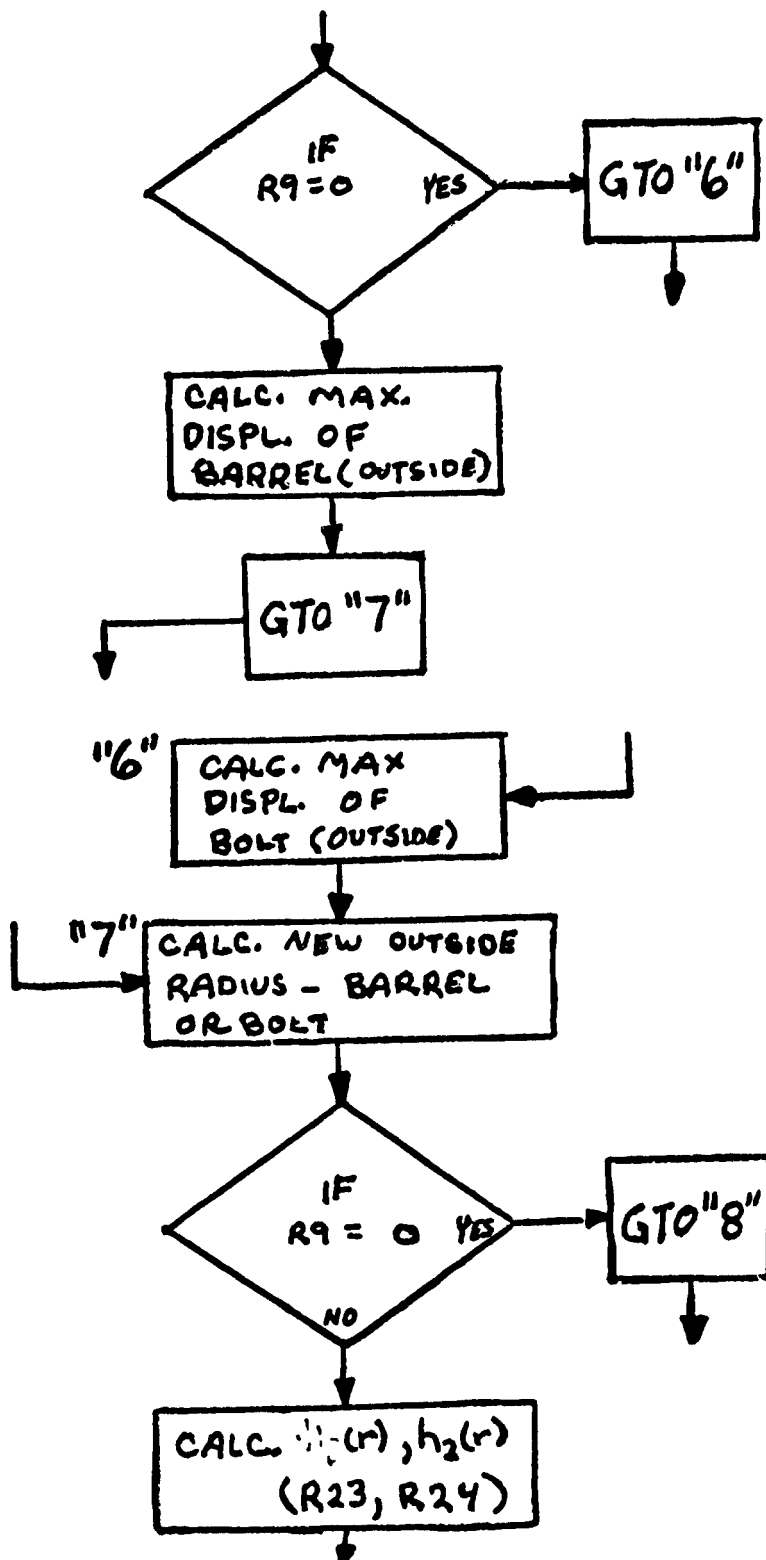 IF
R9 = 0 YES
GTO "6"
CALC. MAX.
DISPL. OF
BARREL (OUTSIDE)
GTO "7"
"6"
CALC. MAX
DISPL. OF
BOLT (OUTSIDE)
"7"
CALC. NEW OUTSIDE
RADIUS - BARREL
OR BOLT
IF
R9 = 0 YES
NO
GTO "8"
CALC. (r), h₂(r)
(R23, R24)